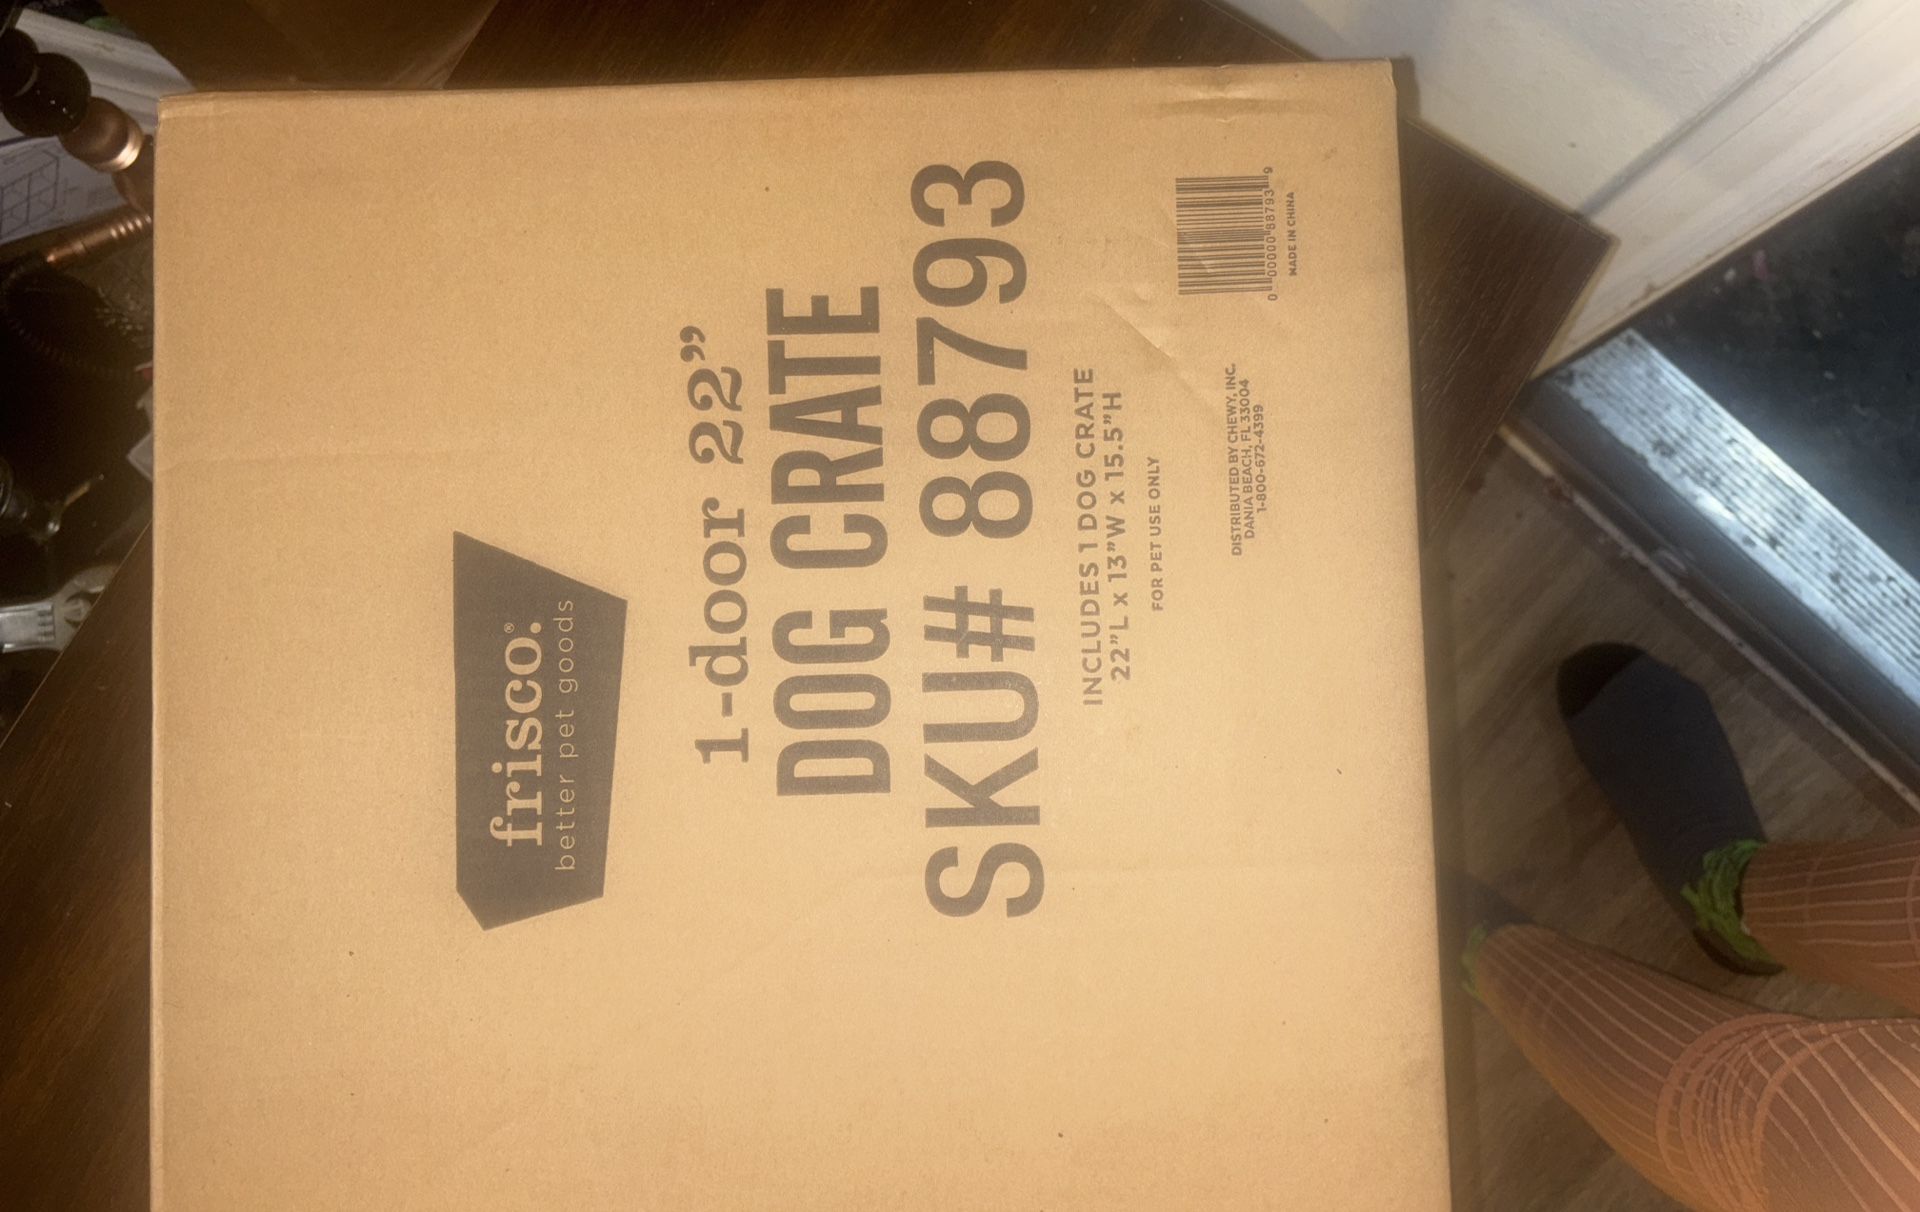 frisco®.
better pet goods
1-door 22”
DOG CRATE
SKU# 88793
INCLUDES 1 DOG CRATE
22”L x 13”W x 15.5”H
FOR PET USE ONLY
DISTRIBUTED BY CHEWY, INC.
DANIA BEACH, FL 33004
1-800-672-4399
0 00000 88793 9
MADE IN CHINA